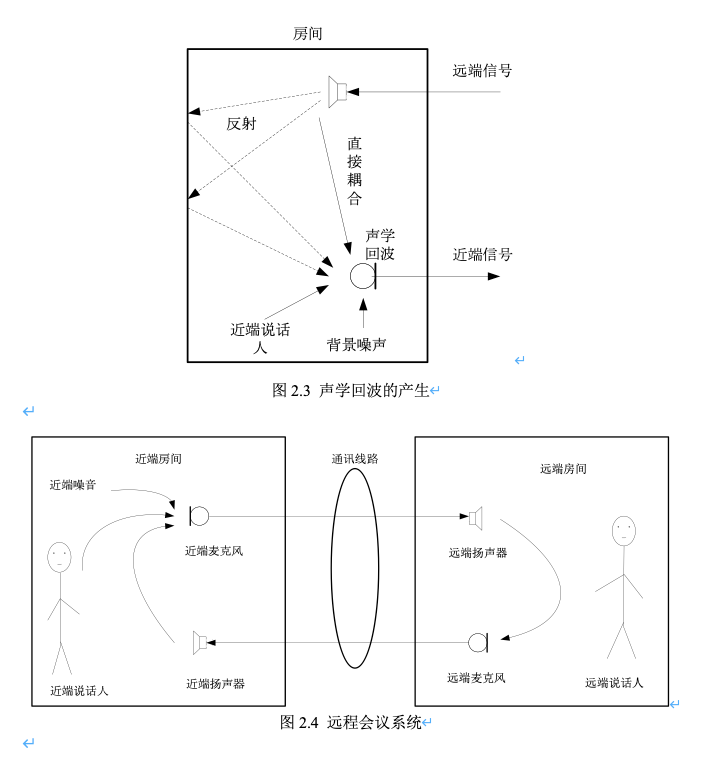 房间
远端信号
反射
直
接
耦
合
声学
回波
近端信号
近端说话
人
背景噪声
图 2.3 声学回波的产生
近端房间
通讯线路
远端房间
近端噪音
近端麦克风
远端扬声器
近端说话人
近端扬声器
远端麦克风
远端说话人
图 2.4 远程会议系统